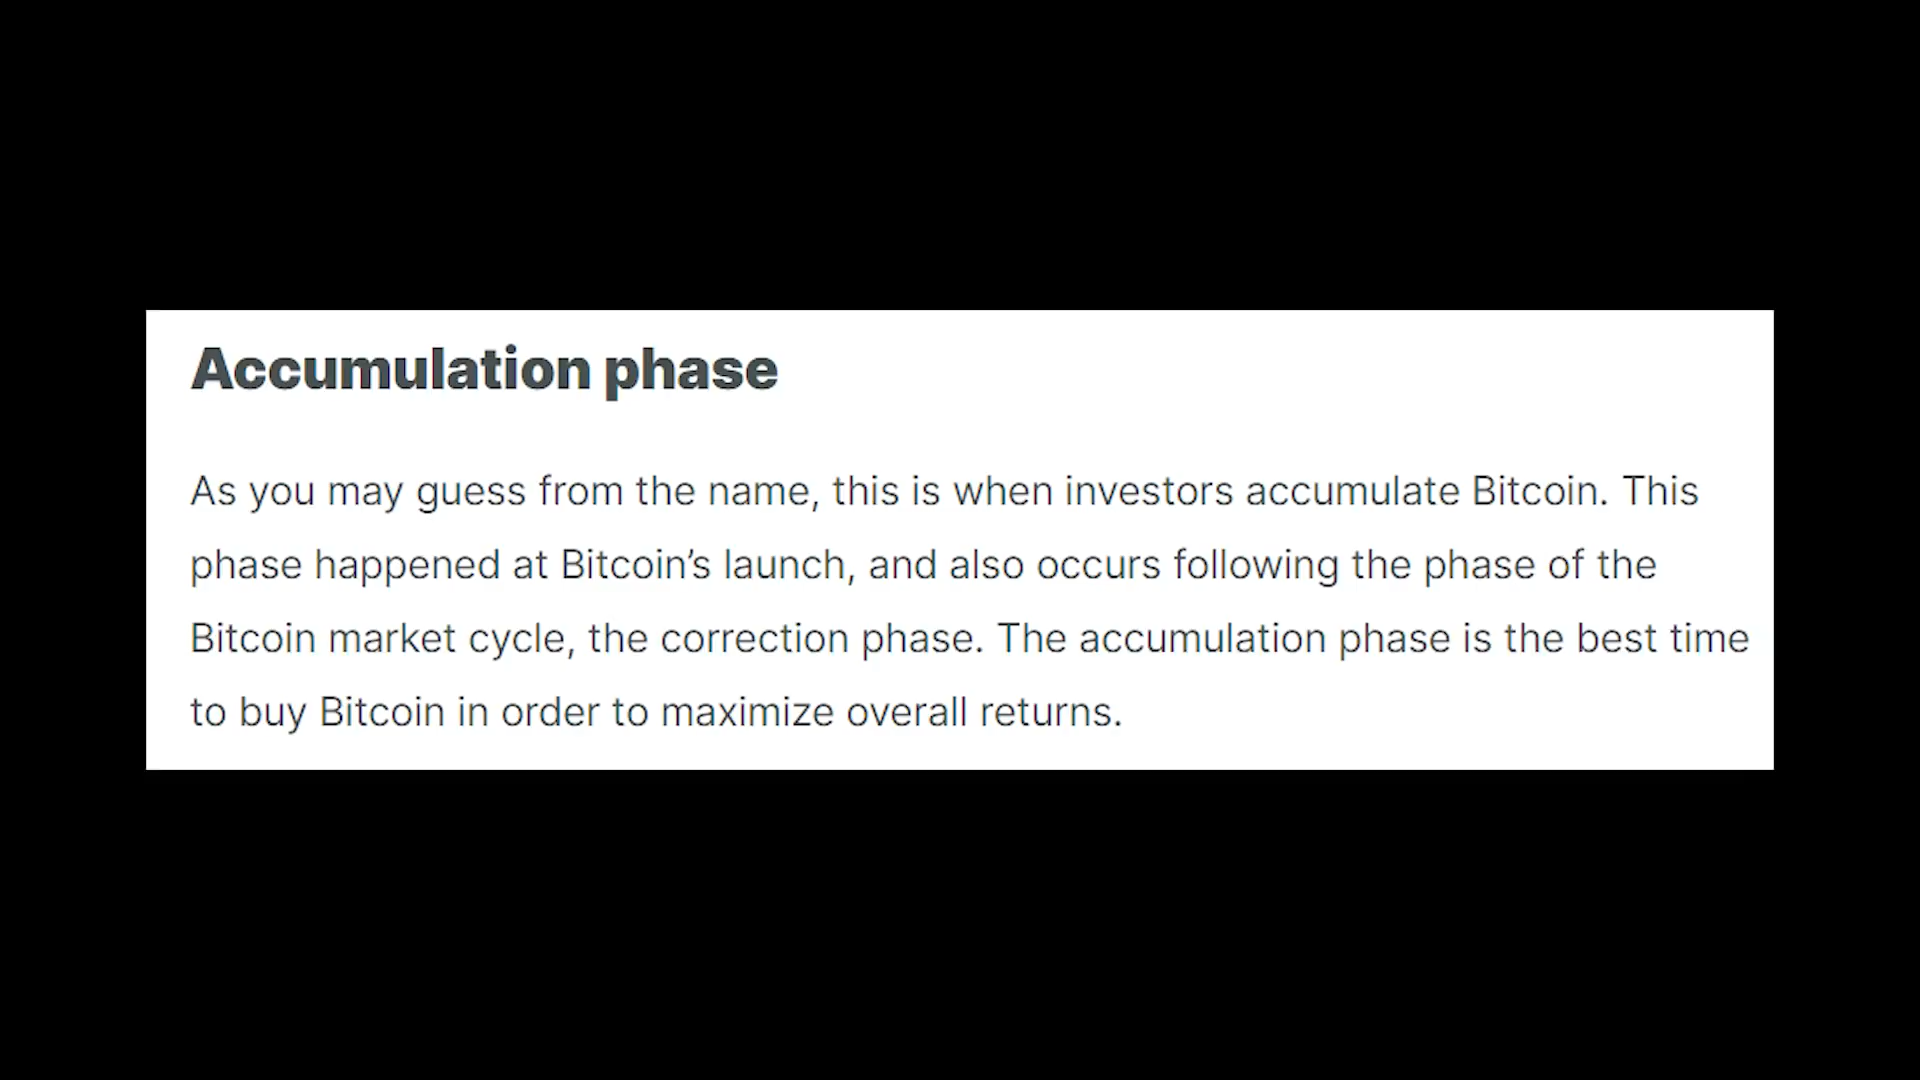 Accumulation phase
As you may guess from the name, this is when investors accumulate Bitcoin. This
phase happened at Bitcoin’s launch, and also occurs following the phase of the
Bitcoin market cycle, the correction phase. The accumulation phase is the best time
to buy Bitcoin in order to maximize overall returns.